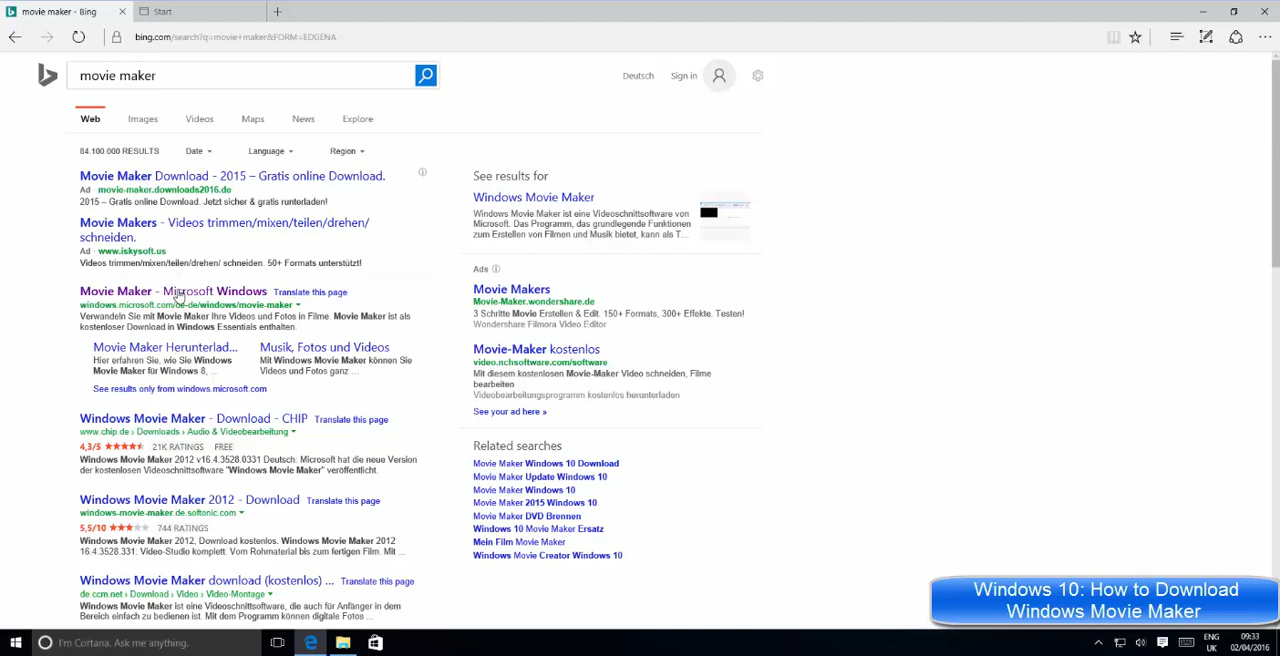 movie maker - Bing
Start
bing.com/search?q=movie+maker&FORM=EDGENA
movie maker
Deutsch
Sign in
Web
Images
Videos
Maps
News
Explore
84.100.000 RESULTS
Date
Language
Region
Movie Maker Download - 2015 – Gratis online Download.
Ad · movie-maker.downloads2016.de
2015 – Gratis online Download. Jetzt sicher & gratis runterladen!
Movie Makers - Videos trimmen/mixen/teilen/drehen/
schneiden.
Ad · www.iskysoft.us
Videos trimmen/mixen/teilen/drehen/ schneiden. 50+ Formats unterstützt!
Movie Maker - Microsoft Windows Translate this page
windows.microsoft.com/de-de/windows/movie-maker
Verwandeln Sie mit Movie Maker Ihre Videos und Fotos in Filme. Movie Maker ist als
kostenloser Download in Windows Essentials enthalten.
Movie Maker Herunterlad...
Hier erfahren Sie, wie Sie Windows
Movie Maker für Windows 8, ...
Musik, Fotos und Videos
Mit Windows Movie Maker können Sie
Videos und Fotos ganz ...
See results only from windows.microsoft.com
Windows Movie Maker - Download - CHIP Translate this page
www.chip.de › Downloads › Audio & Videobearbeitung
4,3/5 21K RATINGS FREE
Windows Movie Maker 2012 v16.4.3528.0331 Deutsch: Microsoft hat die neue Version
der kostenlosen Videoschnittsoftware "Windows Movie Maker" veröffentlicht.
Windows Movie Maker 2012 - Download Translate this page
windows-movie-maker.de.softonic.com
5,5/10 744 RATINGS
Windows Movie Maker 2012, Download kostenlos. Windows Movie Maker 2012
16.4.3528.331: Video-Studio komplett: Vom Rohmaterial bis zum fertigen Film. Mit ...
Windows Movie Maker download (kostenlos) ... Translate this page
de.ccm.net › Download › Video › Video-Montage
Windows Movie Maker ist eine Videoschnittsoftware, die auch für Anfänger in dem
Bereich einfach zu bedienen ist. Mit dem Programm können digitale Fotos ...
See results for
Windows Movie Maker
Windows Movie Maker ist eine Videoschnittsoftware von
Microsoft. Das Programm, das grundlegende Funktionen
zum Erstellen von Filmen und Musik bietet, kann als T...
Ads
Movie Makers
Movie-Maker.wondershare.de
3 Schritte Movie Erstellen & Edit. 150+ Formats, 300+ Effekte. Testen!
Wondershare Filmora Video Editor
Movie-Maker kostenlos
video.nchsoftware.com/software
Mit diesem kostenlosen Movie-Maker Video schneiden, Filme
bearbeiten
Videobearbeitungsprogramm kostenlos herunterladen
See your ad here »
Related searches
Movie Maker Windows 10 Download
Movie Maker Update Windows 10
Movie Maker Windows 10
Movie Maker 2015 Windows 10
Movie Maker DVD Brennen
Windows 10 Movie Maker Ersatz
Mein Film Movie Maker
Windows Movie Creator Windows 10
Windows 10: How to Download
Windows Movie Maker
I'm Cortana. Ask me anything.
ENG
UK
09:33
02/04/2016